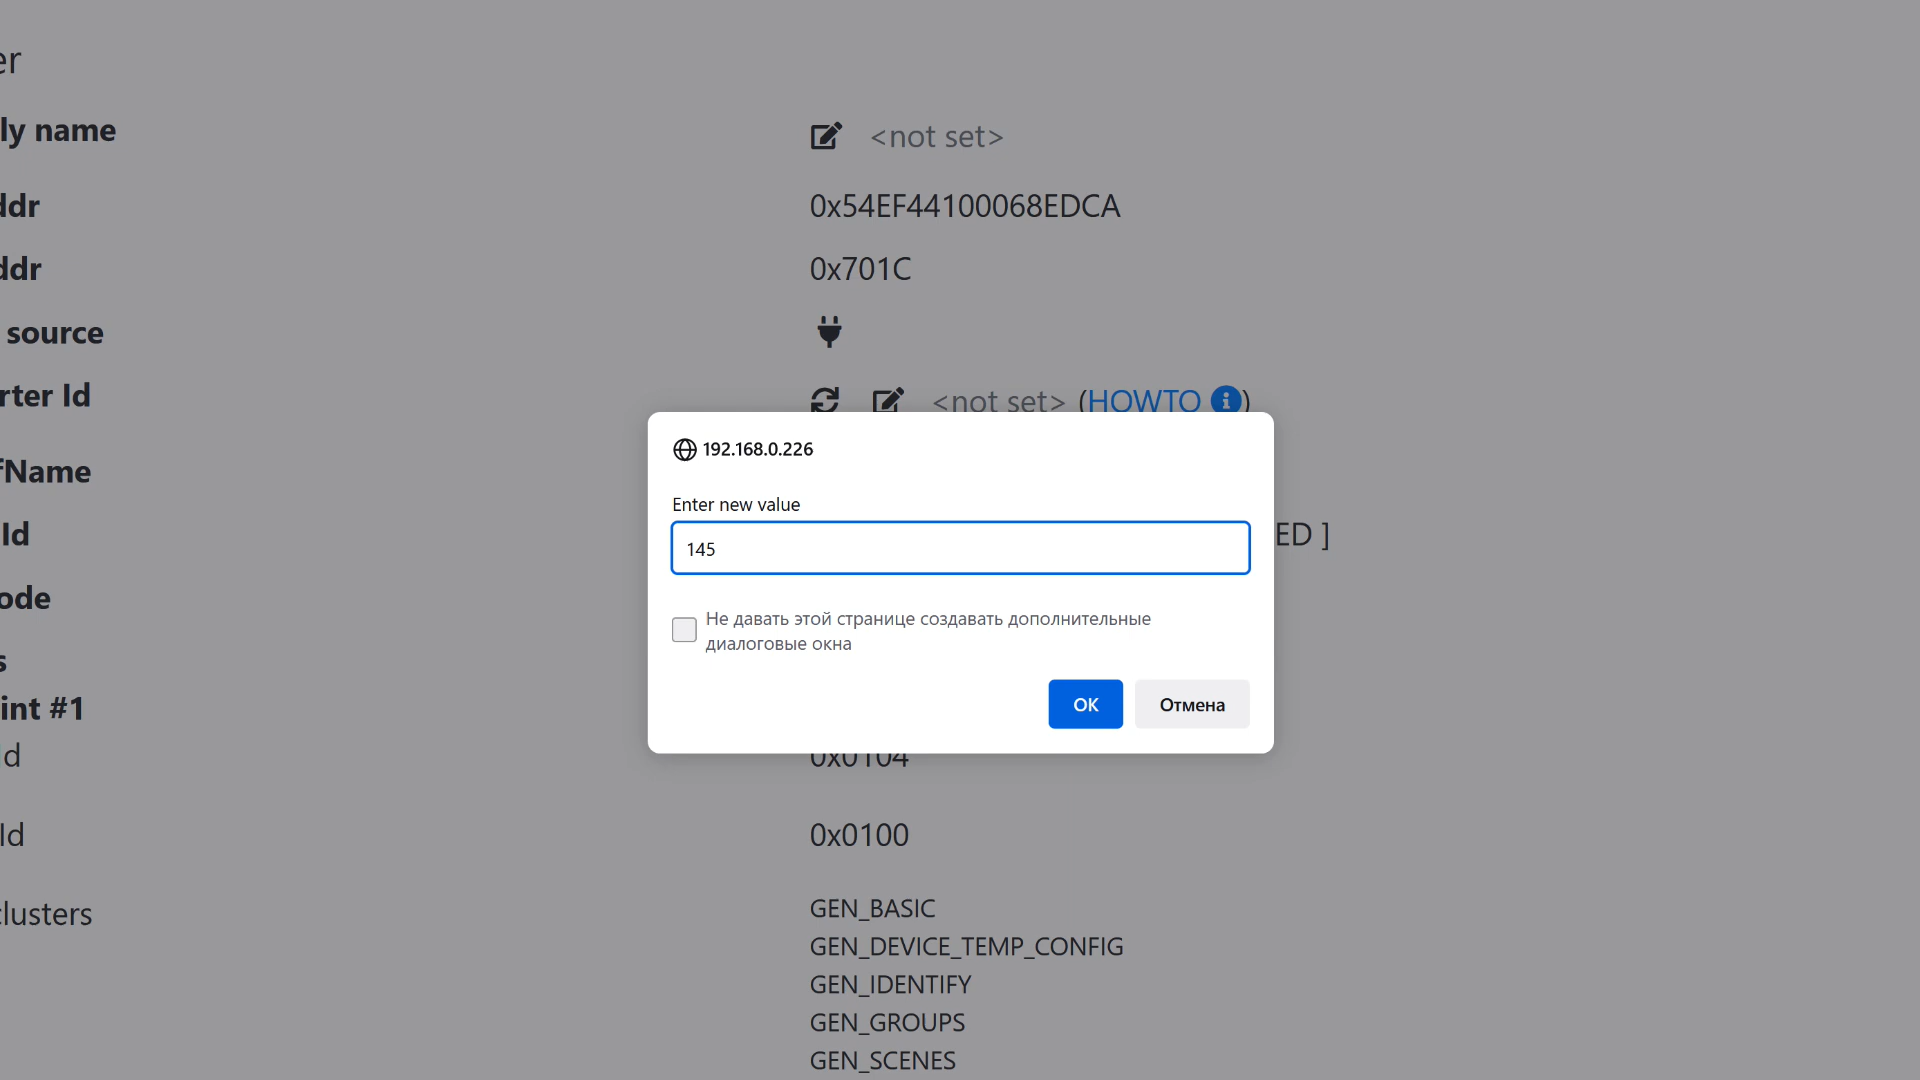 er
ly name
<not set>
ddr
0x54EF44100068EDCA
ddr
0x701C
source
rter Id
<not set> (HOWTO i)
192.168.0.226
fName
Enter new value
Id
ED ]
145
ode
Не давать этой странице создавать дополнительные
диалоговые окна
s
int #1
OK
Отмена
Id
0x0104
Id
0x0100
clusters
GEN_BASIC
GEN_DEVICE_TEMP_CONFIG
GEN_IDENTIFY
GEN_GROUPS
GEN_SCENES